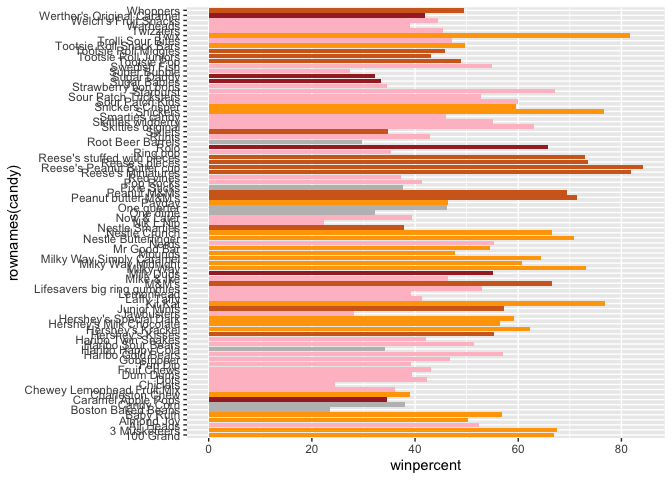 Whoppers
Werther's Original Caramel
Welch's Fruit Snacks
Warheads
Twizzlers
Twix
Trolli Sour Bites
Tootsie Roll Snack Bars
Tootsie Roll Midgies
Tootsie Roll Juniors
Tootsie Pop
Swedish Fish
Super Bubble
Sugar Daddy
Sugar Babies
Strawberry bon bons
Starburst
Sour Patch Tricksters
Sour Patch Kids
Snickers Crisper
Snickers
Smarties candy
Skittles wildberry
Skittles original
Sixlets
Runts
Root Beer Barrels
Rolo
Ring pop
Reese's stuffed with pieces
Reese's pieces
Reese's Peanut Butter cup
Reese's Miniatures
Red vines
Pop Rocks
Pixie Sticks
Peanut M&Ms
Peanut butter M&M's
Payday
One quarter
One dime
Now & Later
Nik L Nip
Nestle Smarties
Nestle Crunch
Nestle Butterfinger
Nerds
Mr Good Bar
Mounds
Milky Way Simply Caramel
Milky Way Midnight
Milky Way
Milk Duds
Mike & Ike
M&M's
Lifesavers big ring gummies
Lemonhead
Laffy Taffy
Kit Kat
Junior Mints
Jawbusters
Hershey's Special Dark
Hershey's Milk Chocolate
Hershey's Krackel
Hershey's Kisses
Haribo Twin Snakes
Haribo Sour Bears
Haribo Happy Cola
Haribo Gold Bears
Gobstopper
Fun Dip
Fruit Chews
Dum Dums
Dots
Chiclets
Chewey Lemonhead Fruit Mix
Charleston Chew
Caramel Apple Pops
Candy Corn
Boston Baked Beans
Baby Ruth
Almond Joy
Air Heads
3 Musketeers
100 Grand
rownames(candy)
0 20 40 60 80
winpercent